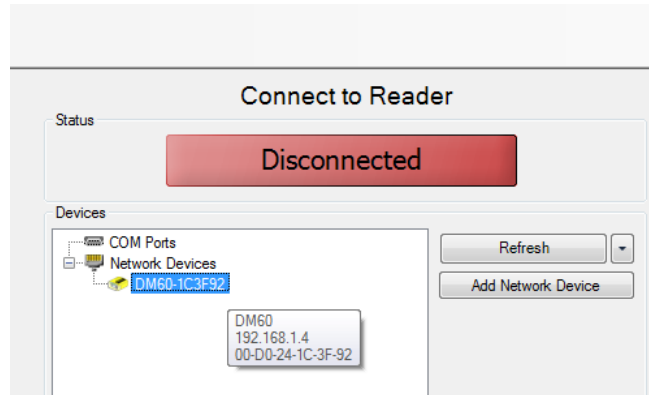 Connect to Reader
Status
Disconnected
Devices
COM Ports
Refresh
Network Devices
DM60-1C3F92
Add Network Device
DM60
192.168.1.4
00-D0-24-1C-3F-92